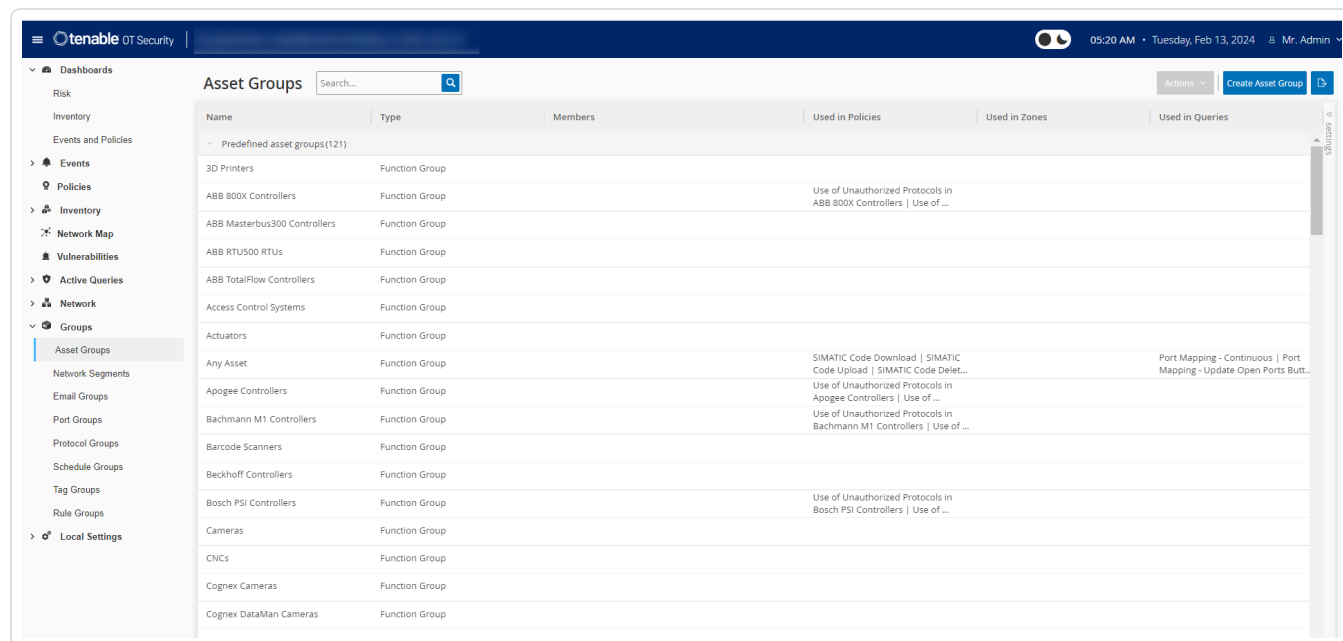 tenable OT Security
05:20 AM • Tuesday, Feb 13, 2024 Mr. Admin
Dashboards
Risk
Inventory
Events and Policies
Events
Policies
Inventory
Network Map
Vulnerabilities
Active Queries
Network
Groups
Asset Groups
Network Segments
Email Groups
Port Groups
Protocol Groups
Schedule Groups
Tag Groups
Rule Groups
Local Settings
Asset Groups Search... Actions Create Asset Group
Name Type Members Used in Policies Used in Zones Used in Queries
settings
Predefined asset groups(121)
3D Printers Function Group
ABB 800X Controllers Function Group Use of Unauthorized Protocols in
ABB 800X Controllers | Use of ...
ABB Masterbus300 Controllers Function Group
ABB RTU500 RTUs Function Group
ABB TotalFlow Controllers Function Group
Access Control Systems Function Group
Actuators Function Group
Any Asset Function Group SIMATIC Code Download | SIMATIC Port Mapping - Continuous | Port
Code Upload | SIMATIC Code Delet... Mapping - Update Open Ports Butt...
Apogee Controllers Function Group Use of Unauthorized Protocols in
Apogee Controllers | Use of ...
Bachmann M1 Controllers Function Group Use of Unauthorized Protocols in
Bachmann M1 Controllers | Use of ...
Barcode Scanners Function Group
Beckhoff Controllers Function Group
Bosch PSI Controllers Function Group Use of Unauthorized Protocols in
Bosch PSI Controllers | Use of ...
Cameras Function Group
CNCs Function Group
Cognex Cameras Function Group
Cognex DataMan Cameras Function Group